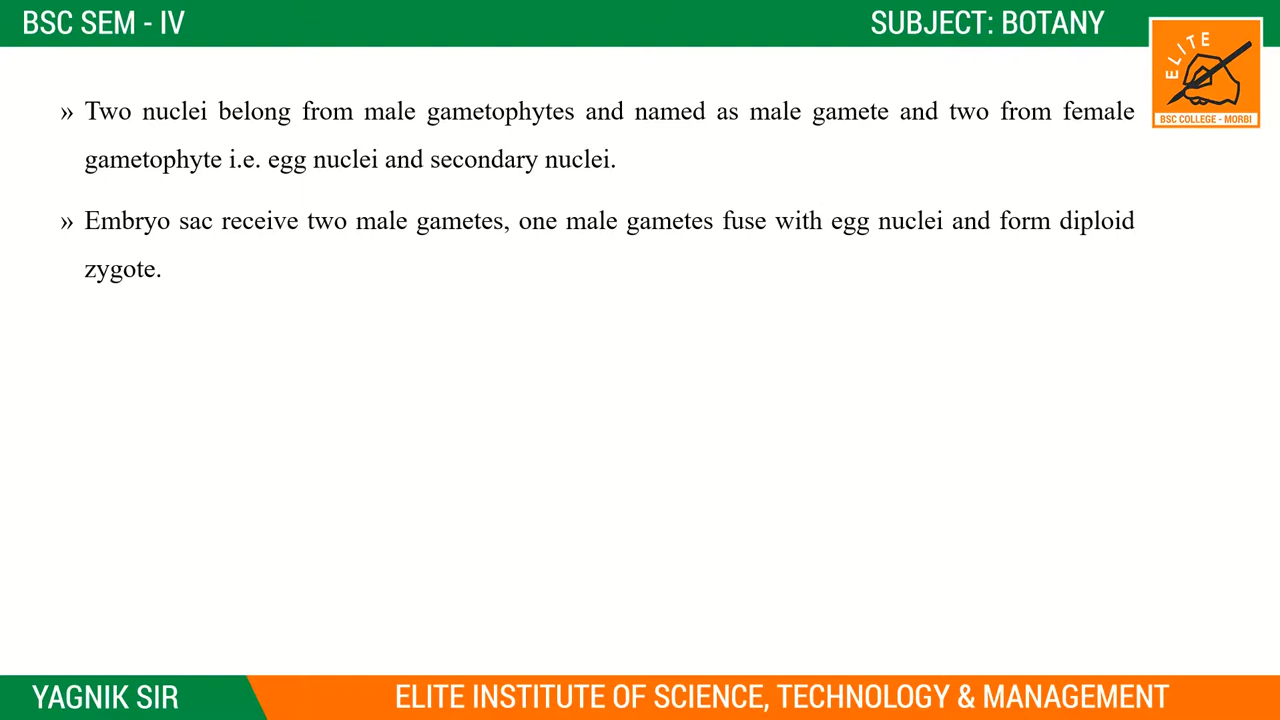 BSC SEM - IV
SUBJECT: BOTANY
ELITE
BSC COLLEGE - MORBI
» Two nuclei belong from male gametophytes and named as male gamete and two from female
gametophyte i.e. egg nuclei and secondary nuclei.
» Embryo sac receive two male gametes, one male gametes fuse with egg nuclei and form diploid
zygote.
YAGNIK SIR
ELITE INSTITUTE OF SCIENCE, TECHNOLOGY & MANAGEMENT